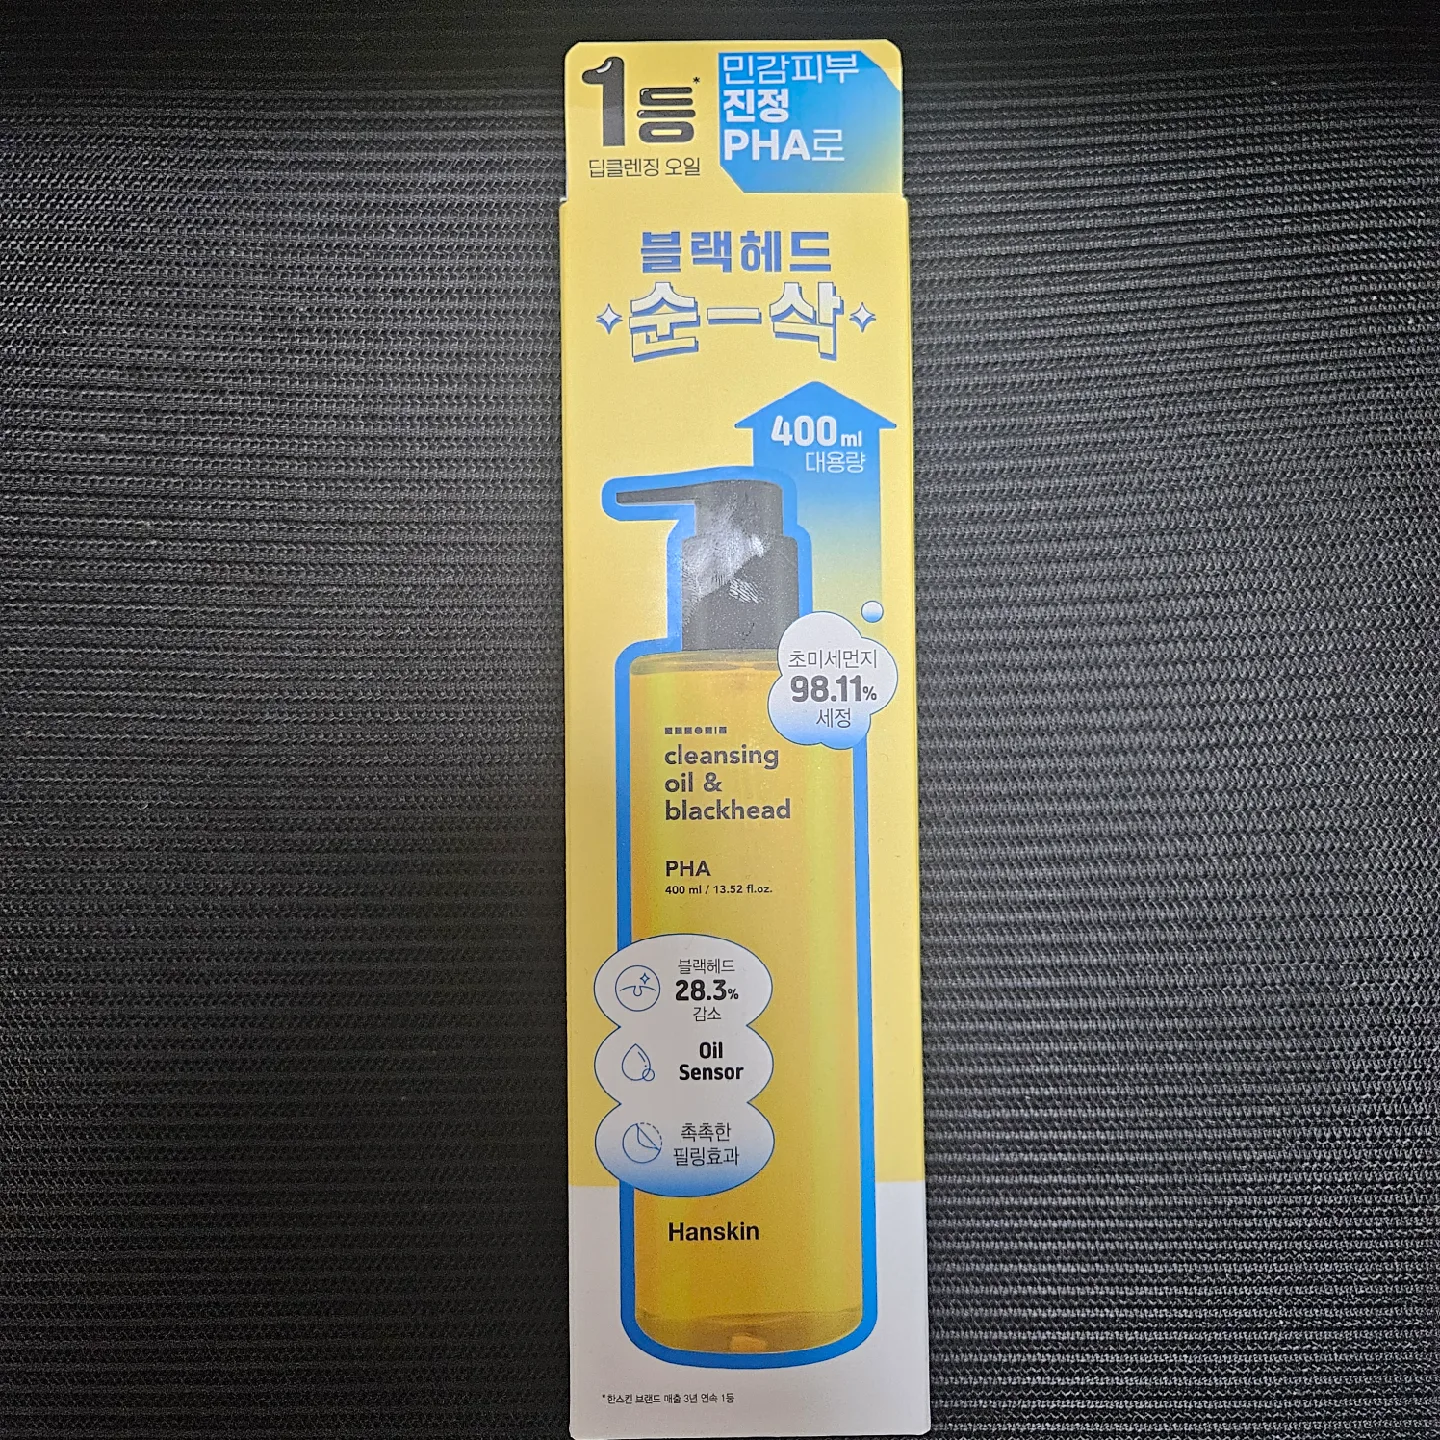 1등*
딥클렌징 오일
민감피부
진정
PHA로
블랙헤드
순-삭
400ml
대용량
초미세먼지
98.11%
세정
cleansing
oil &
blackhead
PHA
400 ml / 13.52 fl.oz.
블랙헤드
28.3%
감소
Oil
Sensor
촉촉한
필링효과
Hanskin
*한스킨 브랜드 매출 3년 연속 1등